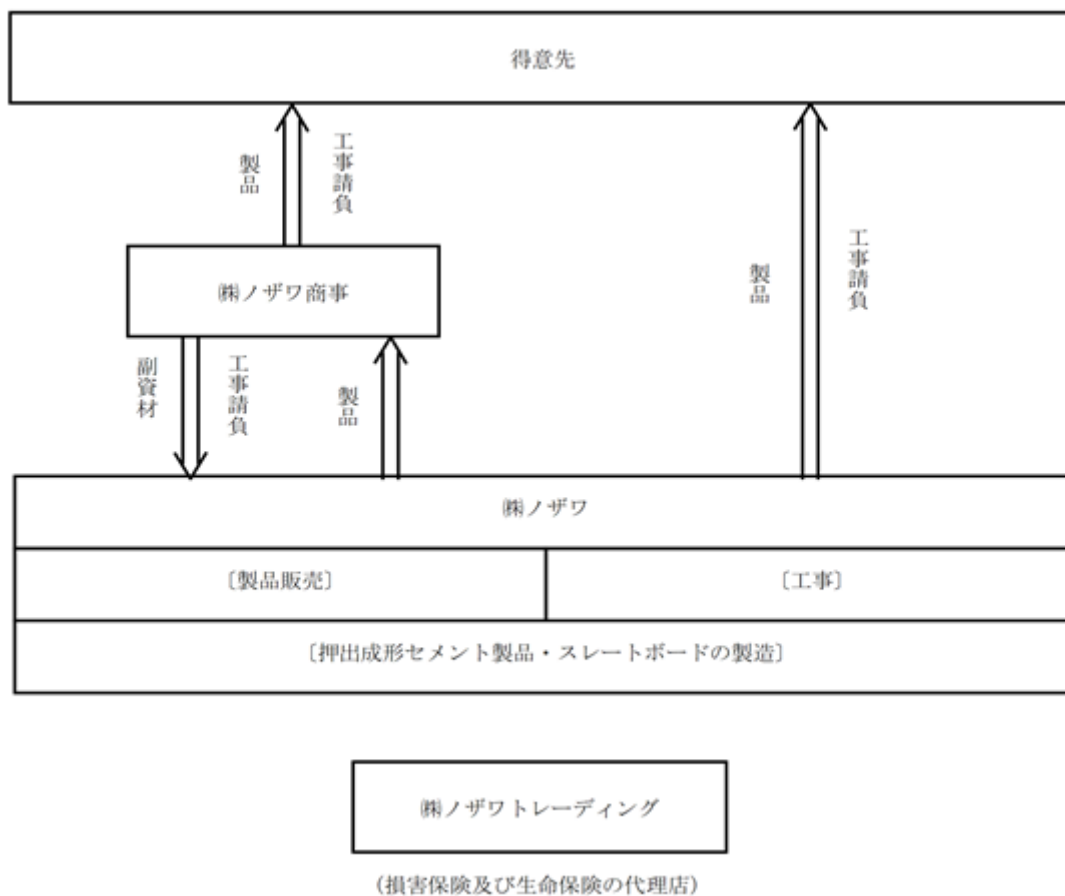 得意先
製品
工事請負
㈱ノザワ商事
製品
工事請負
副資材
工事請負
製品
㈱ノザワ
〔製品販売〕
〔工事〕
〔押出成形セメント製品・スレートボードの製造〕
㈱ノザワトレーディング
(損害保険及び生命保険の代理店)